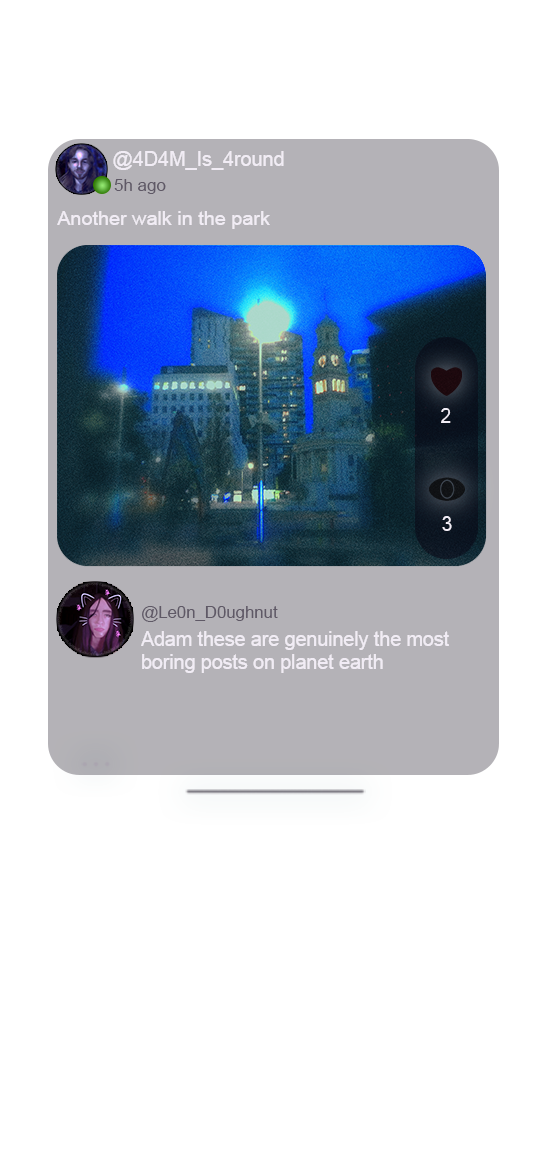 @4D4M_Is_4round
5h ago
Another walk in the park
2
3
@Le0n_D0ughnut
Adam these are genuinely the most
boring posts on planet earth